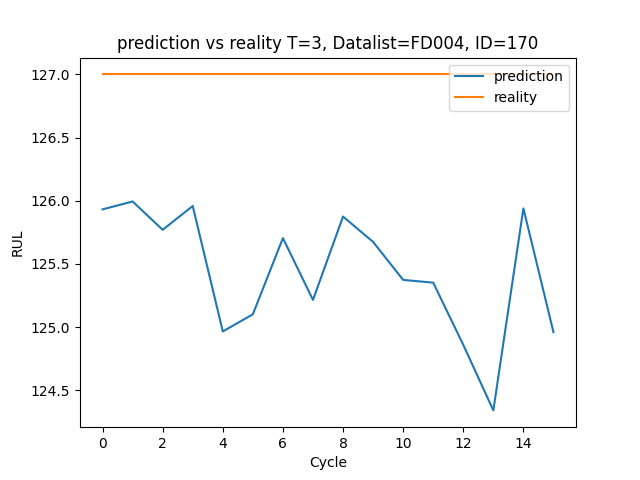 prediction vs reality T=3, Datalist=FD004, ID=170
127.0
126.5
126.0
125.5
125.0
124.5
RUL
prediction
reality
0 2 4 6 8 10 12 14
Cycle